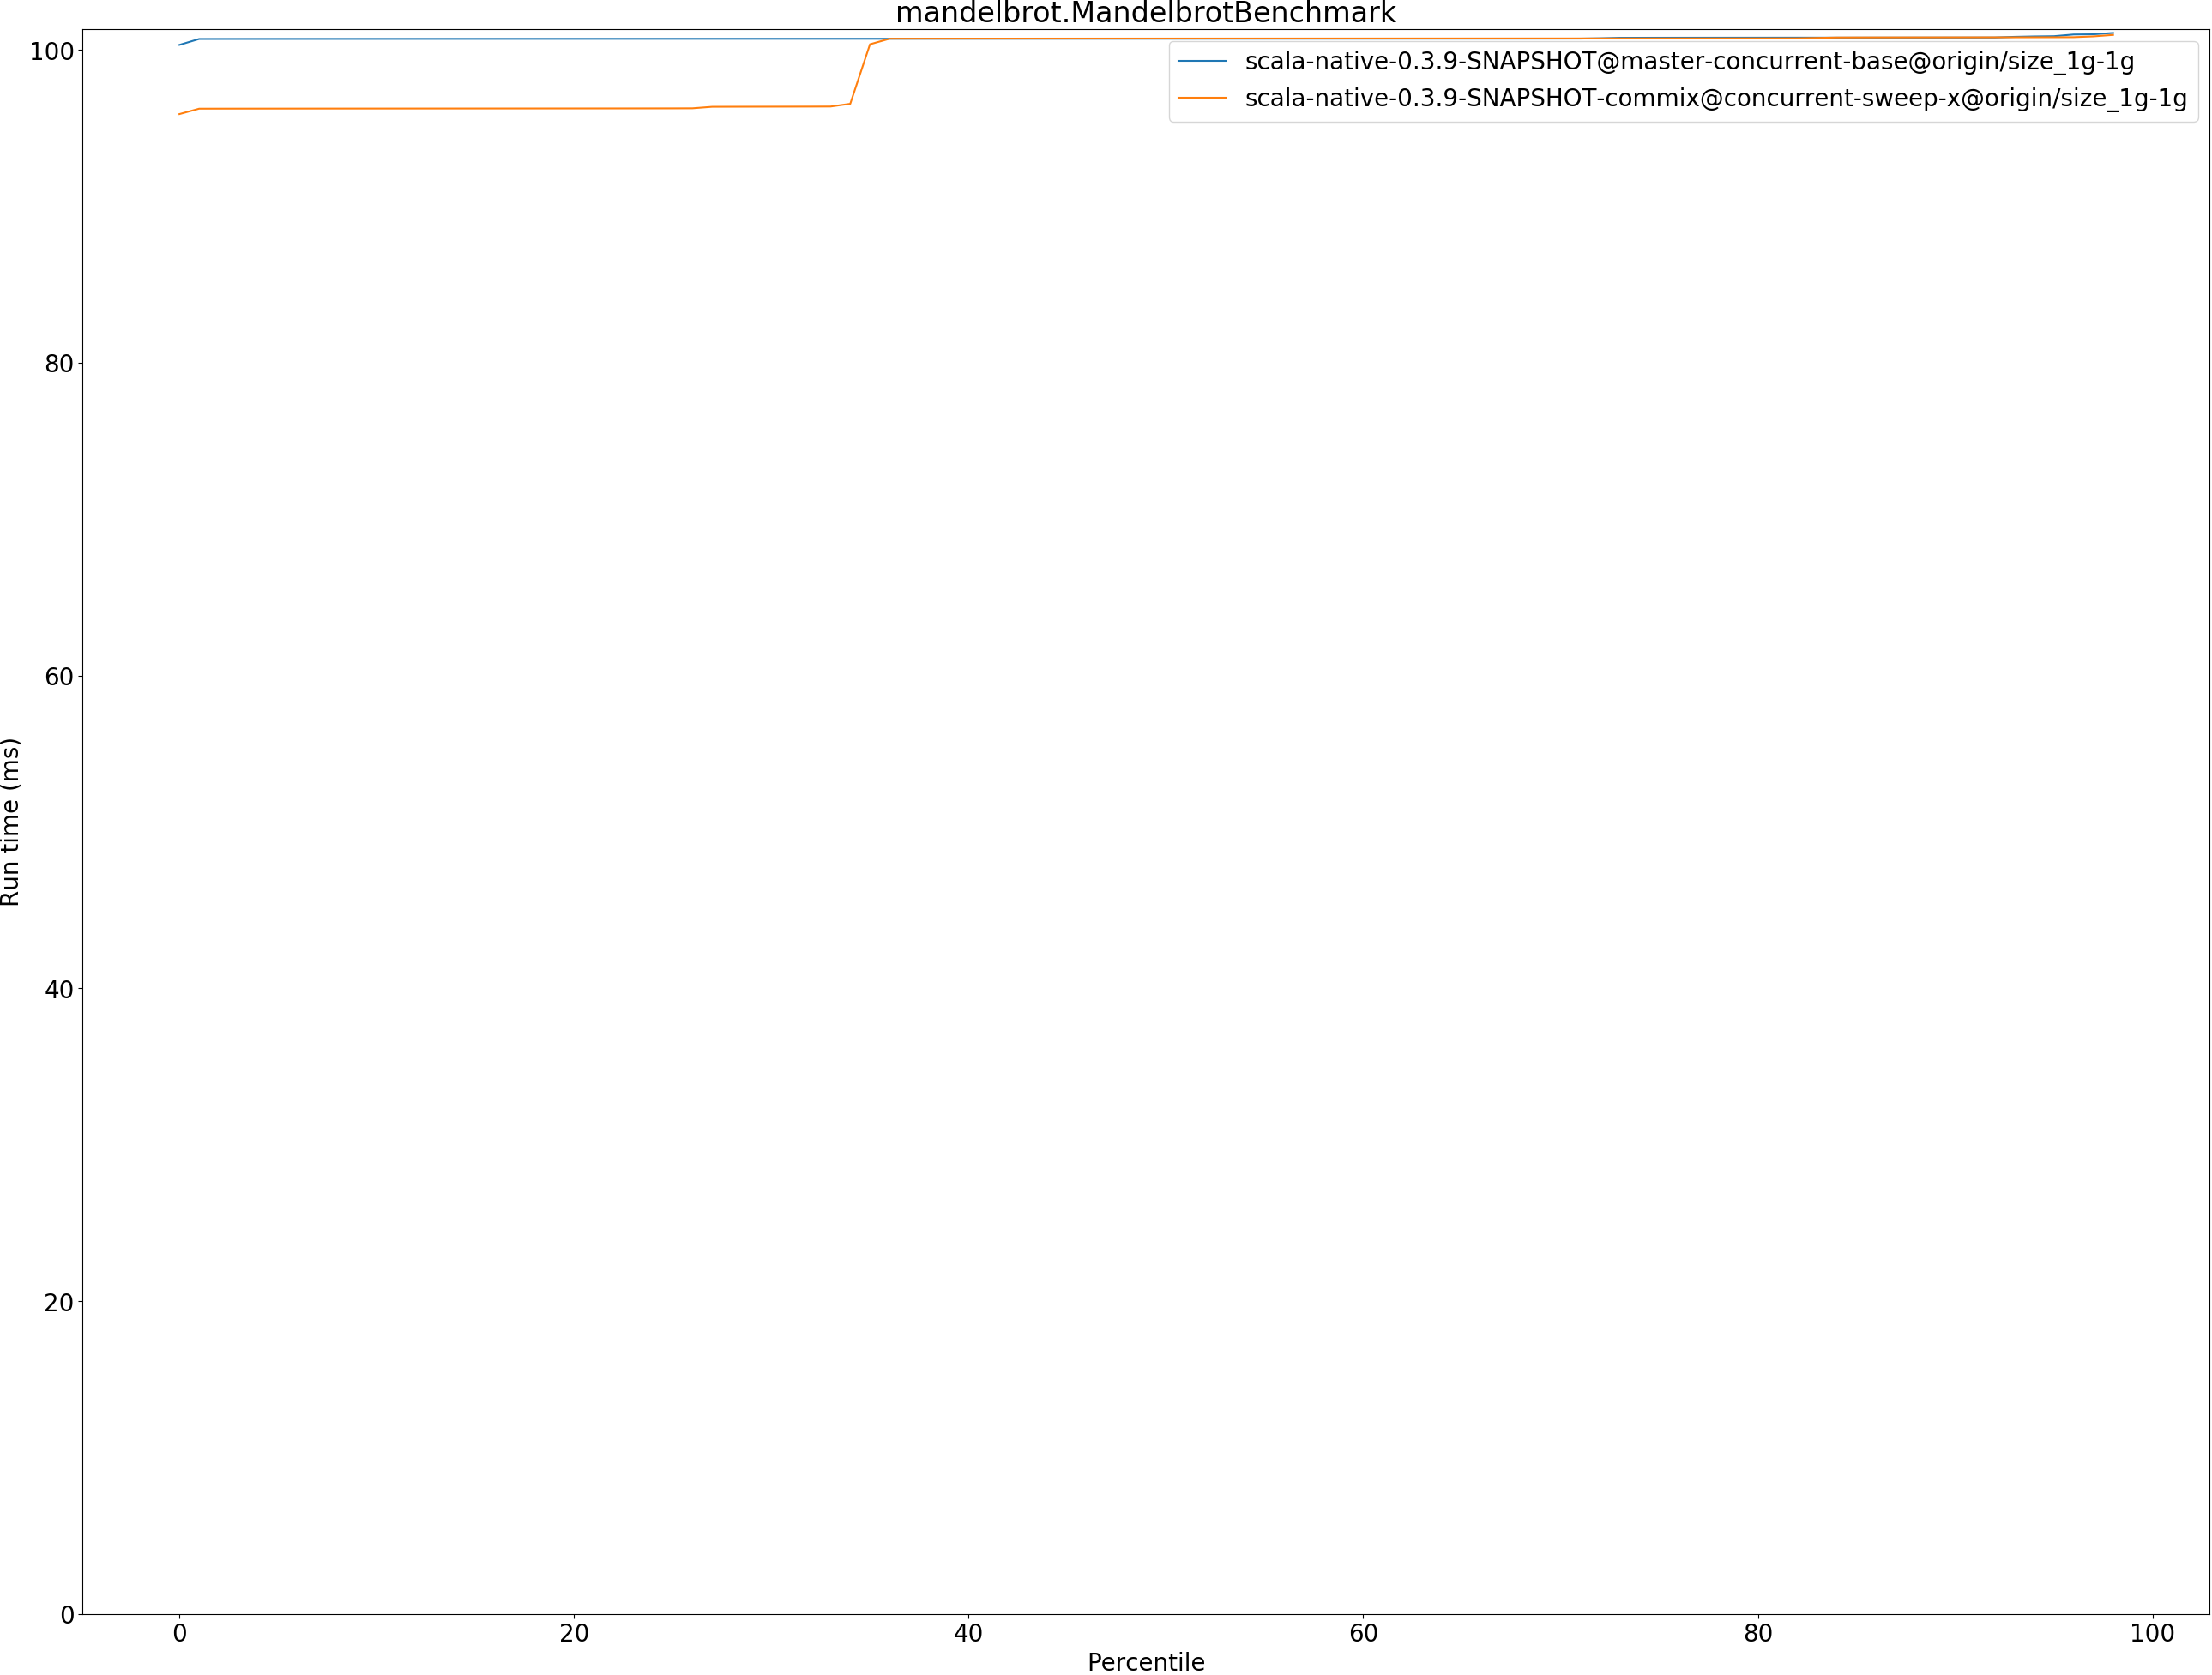 mandelbrot.MandelbrotBenchmark
scala-native-0.3.9-SNAPSHOT@master-concurrent-base@origin/size_1g-1g
scala-native-0.3.9-SNAPSHOT-commix@concurrent-sweep-x@origin/size_1g-1g
100
80
60
40
20
0
Run time (ms)
0 20 40 60 80 100
Percentile